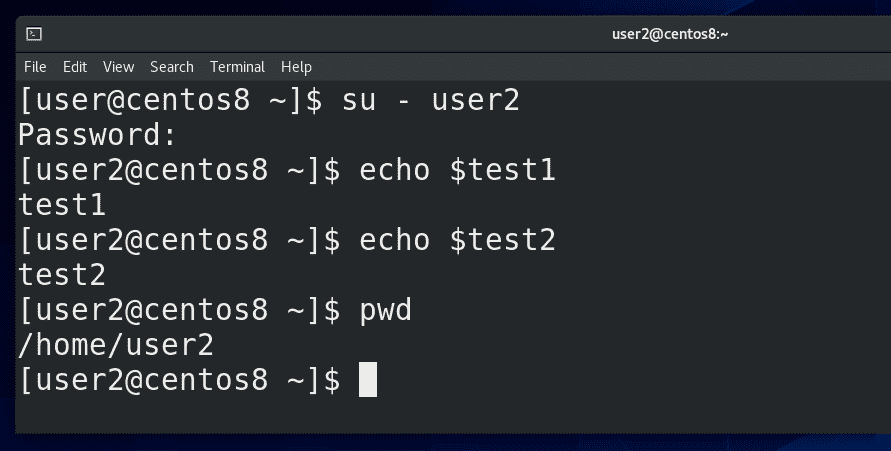 user2@centos8:~
File Edit View Search Terminal Help
[user@centos8 ~]$ su - user2
Password:
[user2@centos8 ~]$ echo $test1
test1
[user2@centos8 ~]$ echo $test2
test2
[user2@centos8 ~]$ pwd
/home/user2
[user2@centos8 ~]$